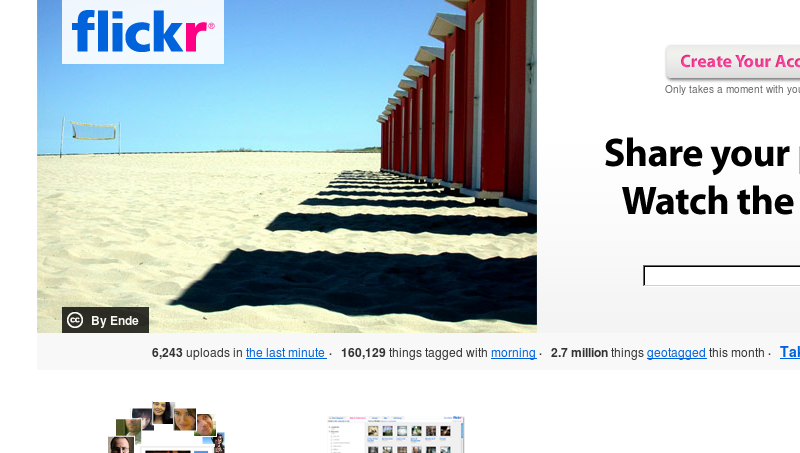 flickr®
Create Your Acc
Only takes a moment with you
Share your
Watch the
By Ende
6,243 uploads in the last minute · 160,129 things tagged with morning · 2.7 million things geotagged this month · Tak